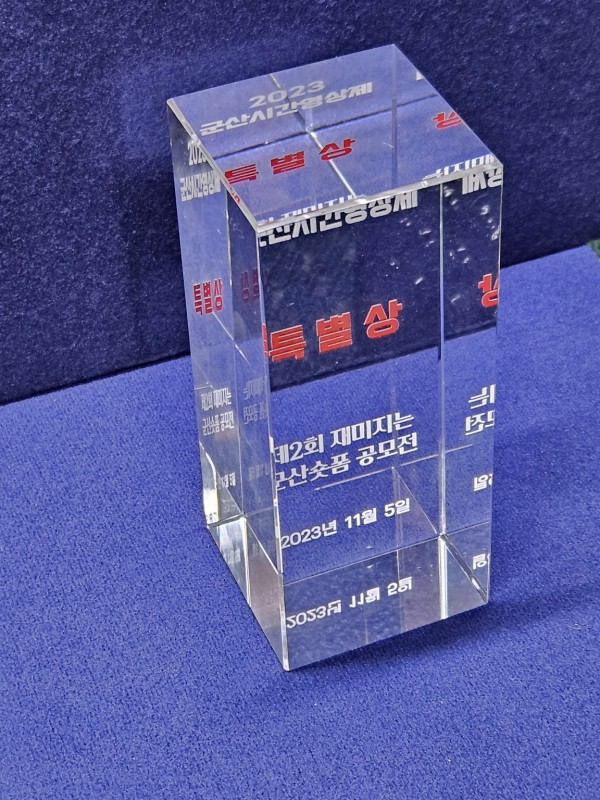 2023
군산시간영상제
특별상
제2회 재미지는
군산숏폼 공모전
2023년 11월 5일